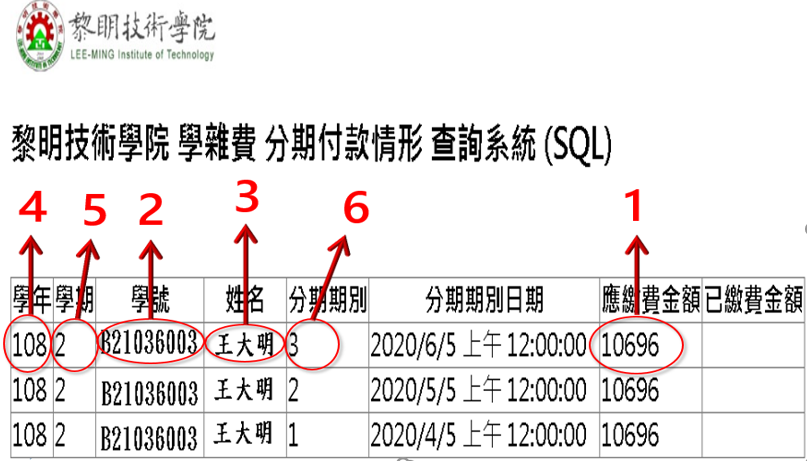 黎明技術學院
LEE-MING Institute of Technology
黎明技術學院 學雜費 分期付款情形 查詢系統 (SQL)
4 5 2 3 6 1
學年 學期 學號 姓名 分期期別 分期期別日期 應繳費金額 已繳費金額
108 2 B21036003 王大明 3 2020/6/5 上午 12:00:00 10696
108 2 B21036003 王大明 2 2020/5/5 上午 12:00:00 10696
108 2 B21036003 王大明 1 2020/4/5 上午 12:00:00 10696